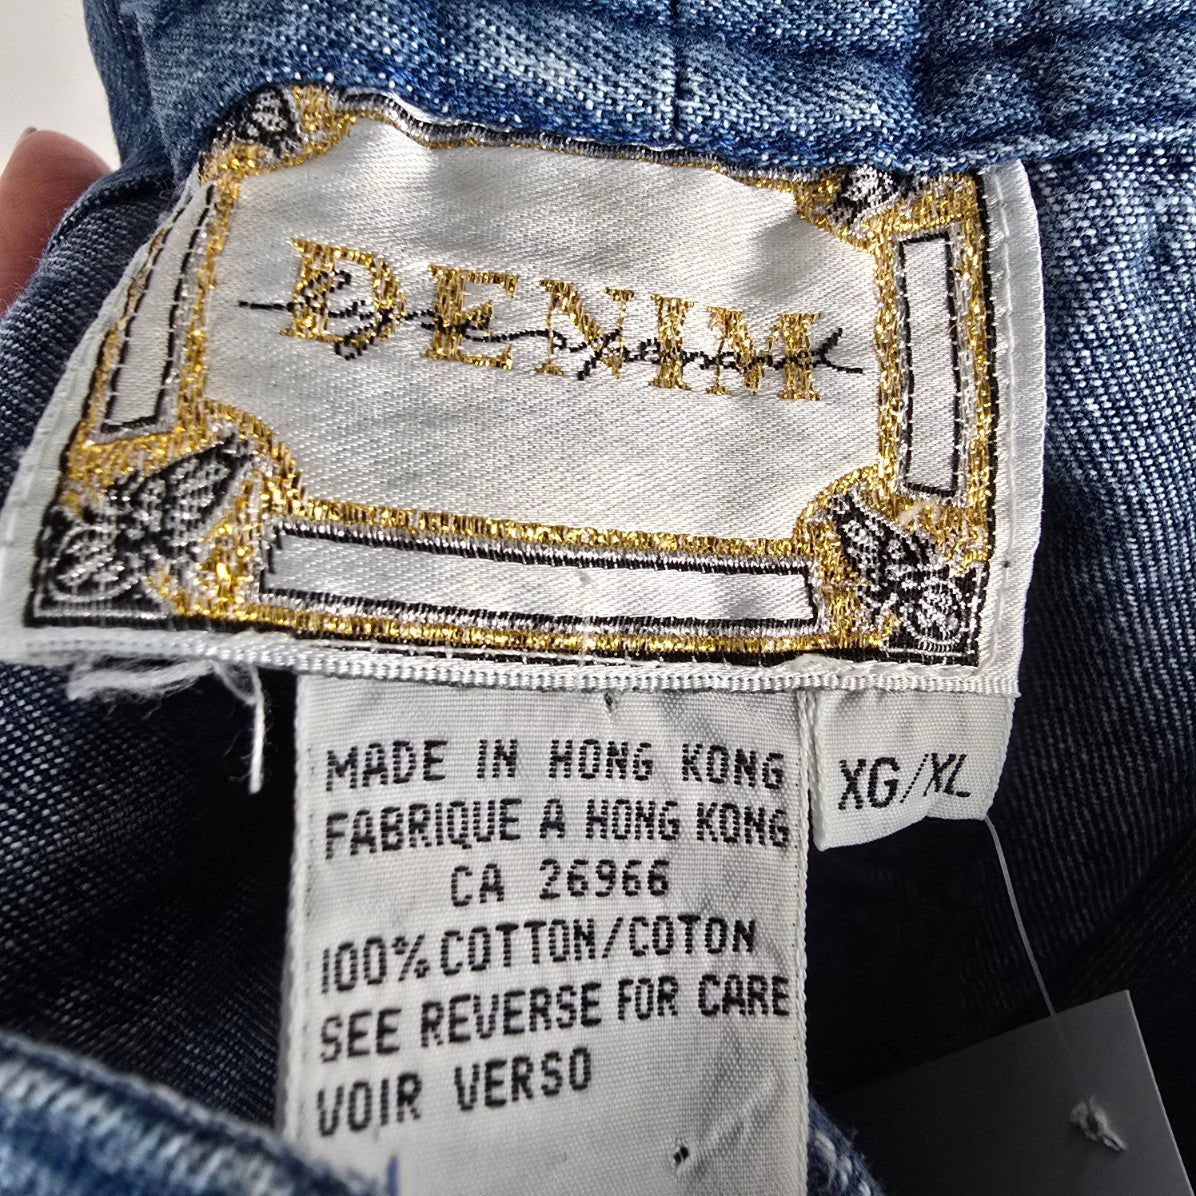 DENIM
MADE IN HONG KONG
FABRIQUE A HONG KONG
CA 26966
100% COTTON/COTON
SEE REVERSE FOR CARE
VOIR VERSO
XG/XL